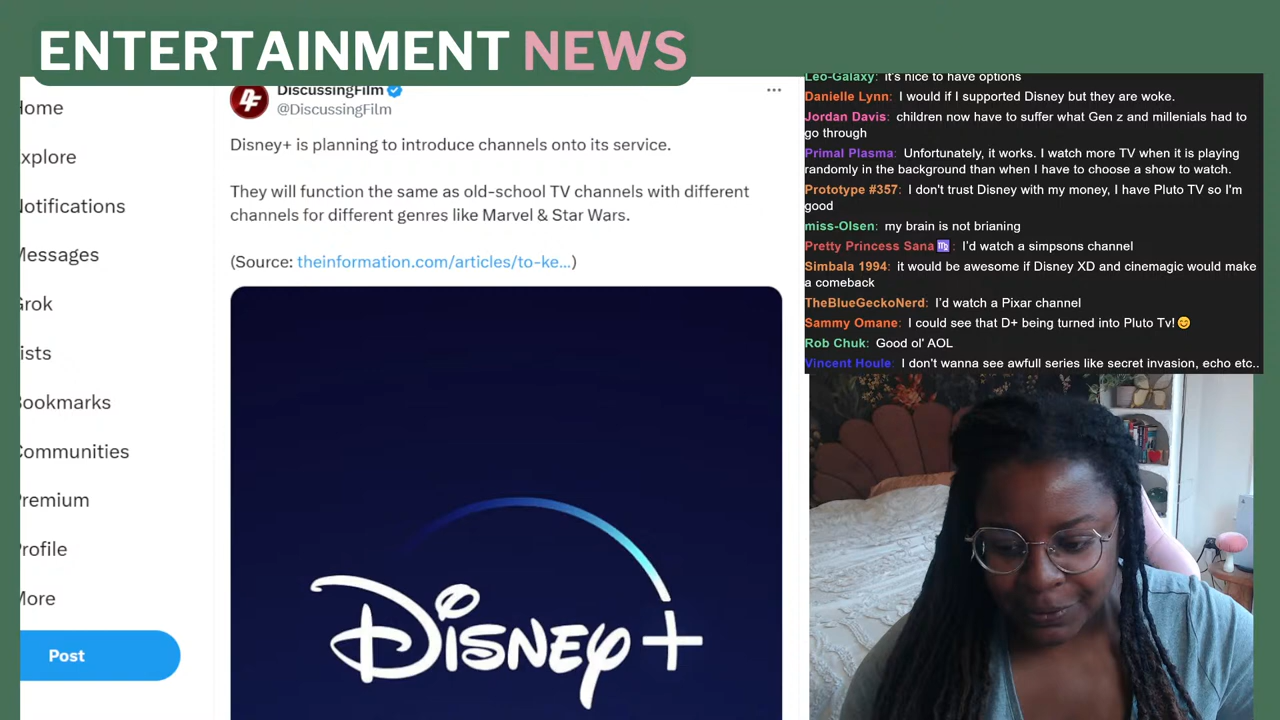 ENTERTAINMENT NEWS
Home
Explore
Notifications
Messages
Grok
Lists
Bookmarks
Communities
Premium
Profile
More
Post
DiscussingFilm
@DiscussingFilm
Disney+ is planning to introduce channels onto its service.
They will function the same as old-school TV channels with different
channels for different genres like Marvel & Star Wars.
(Source: theinformation.com/articles/to-ke...)
Disney+
Leo-Galaxy: it's nice to have options
Danielle Lynn: I would if I supported Disney but they are woke.
Jordan Davis: children now have to suffer what Gen z and millenials had to
go through
Primal Plasma: Unfortunately, it works. I watch more TV when it is playing
randomly in the background than when I have to choose a show to watch.
Prototype #357: I don't trust Disney with my money, I have Pluto TV so I'm
good
miss-Olsen: my brain is not brianing
Pretty Princess Sana♍: I'd watch a simpsons channel
Simbala 1994: it would be awesome if Disney XD and cinemagic would make
a comeback
TheBlueGeckoNerd: I'd watch a Pixar channel
Sammy Omane: I could see that D+ being turned into Pluto Tv!😊
Rob Chuk: Good ol' AOL
Vincent Houle: I don't wanna see awfull series like secret invasion, echo etc..